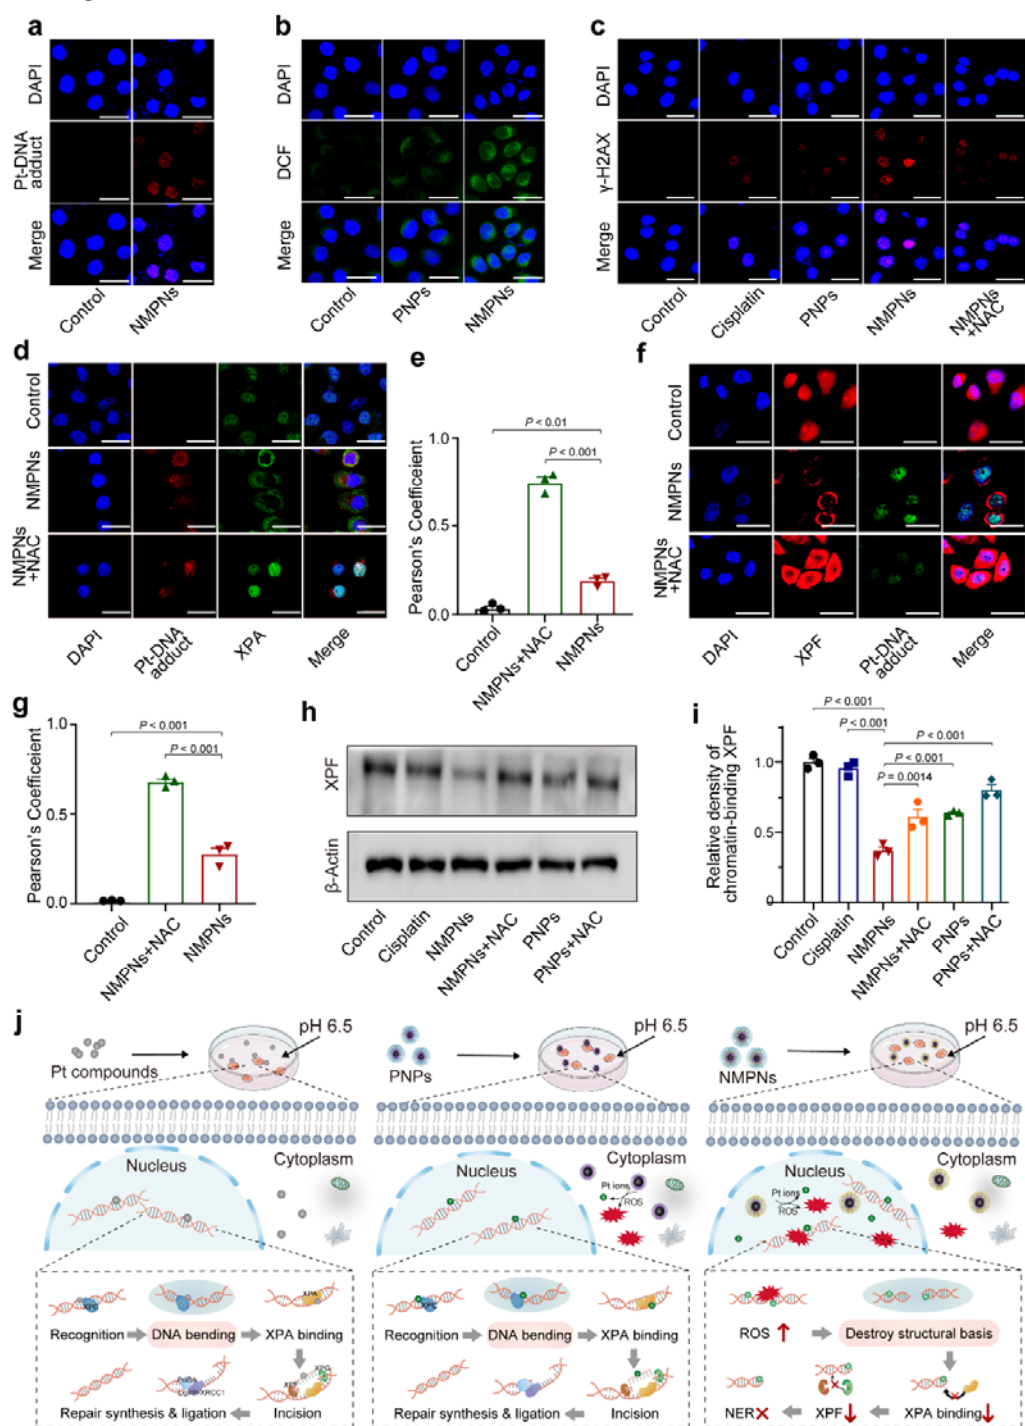 a
DAPI
Pt-DNA
adduct
Merge
Control
NMPNs
b
DAPI
DCF
Merge
Control
PNPs
NMPNs
c
DAPI
γ-H2AX
Merge
Control
Cisplatin
PNPs
NMPNs
NMPNs
+NAC
d
Control
NMPNs
NMPNs
+NAC
DAPI
Pt-DNA
adduct
XPA
Merge
e
Pearson's Coefficeient
1.0
0.5
0.0
P < 0.01
P < 0.001
Control
NMPNs+NAC
NMPNs
f
Control
NMPNs
NMPNs
+NAC
DAPI
XPF
Pt-DNA
adduct
Merge
g
Pearson's Coefficeient
1.0
0.5
0.0
P < 0.001
P < 0.001
Control
NMPNs+NAC
NMPNs
h
XPF
β-Actin
Control
Cisplatin
NMPNs
NMPNs+NAC
PNPs
PNPs+NAC
i
Relative density of
chromatin-binding XPF
1.0
0.5
0
P < 0.001
P < 0.001
P < 0.001
P < 0.001
P = 0.0014
Control
Cisplatin
NMPNs
NMPNs+NAC
PNPs
PNPs+NAC
j
Pt compounds
pH 6.5
Nucleus
Cytoplasm
XPC
XPA
Recognition
DNA bending
XPA binding
XPF
XPG
Repair synthesis & ligation
Incision
PNPs
pH 6.5
Nucleus
Cytoplasm
Pt ions
ROS
XPC
Recognition
DNA bending
XPA binding
Repair synthesis & ligation
Incision
NMPNs
pH 6.5
Nucleus
Cytoplasm
Pt ions
ROS
ROS
Destroy structural basis
NER
XPF
XPA binding